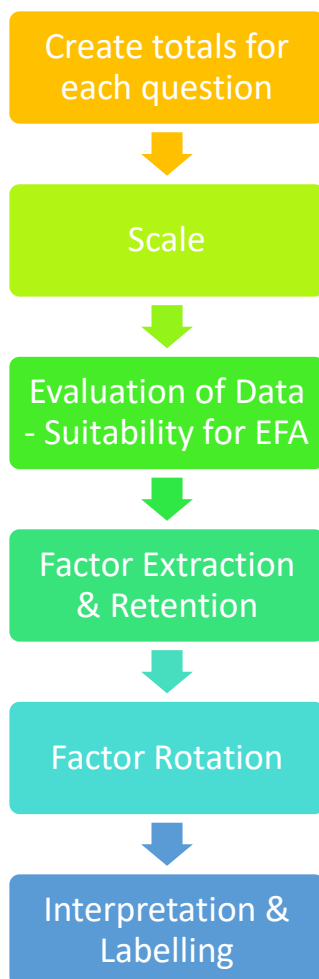 Create totals for
each question
Scale
Evaluation of Data
- Suitability for EFA
Factor Extraction
& Retention
Factor Rotation
Interpretation &
Labelling